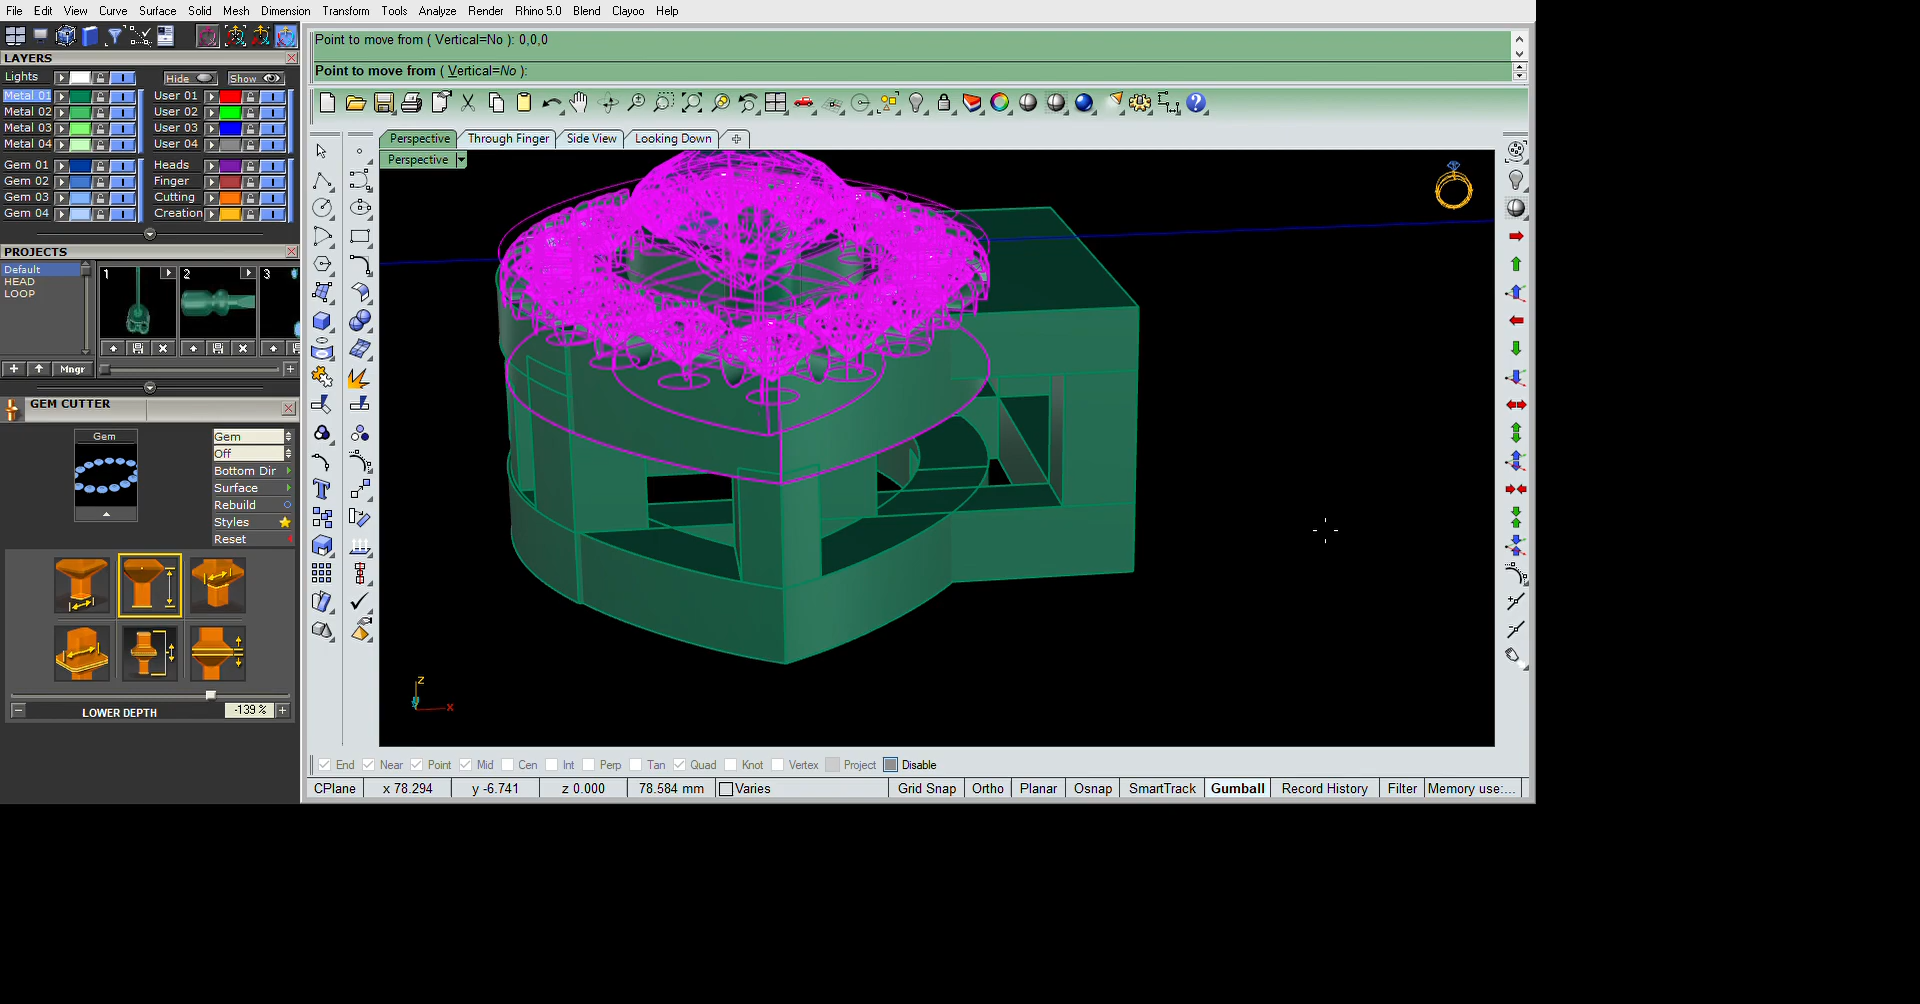 File Edit View Curve Surface Solid Mesh Dimension Transform Tools Analyze Render Rhino 5.0 Blend Clayoo Help
Point to move from ( Vertical=No ): 0,0,0
Point to move from ( Vertical=No ):
LAYERS
Lights Hide Show
Metal 01 User 01
Metal 02 User 02
Metal 03 User 03
Metal 04 User 04
Gem 01 Heads
Gem 02 Finger
Gem 03 Cutting
Gem 04 Creation
PROJECTS
Default
HEAD
LOOP
1 2 3
Mngr
GEM CUTTER
Gem
Gem
Off
Bottom Dir
Surface
Rebuild
Styles
Reset
LOWER DEPTH -139 %
Perspective Through Finger Side View Looking Down
Perspective
z
x
End Near Point Mid Cen Int Perp Tan Quad Knot Vertex Project Disable
CPlane x 78.294 y -6.741 z 0.000 78.584 mm Varies Grid Snap Ortho Planar Osnap SmartTrack Gumball Record History Filter Memory use:...